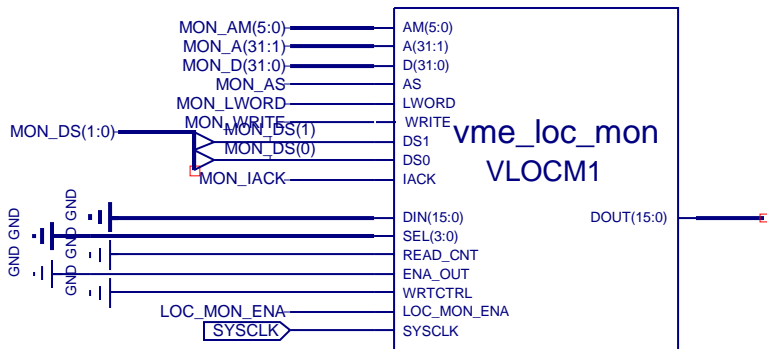 MON_AM(5:0) AM(5:0)
MON_A(31:1) A(31:1)
MON_D(31:0) D(31:0)
MON_AS AS
MON_LWORD LWORD
MON_WRITE WRITE
vme_loc_mon
MON_DS(1:0) MON_DS(1) DS1
MON_DS(0) DS0
VLOCM1
MON_IACK IACK
GND DIN(15:0) DOUT(15:0)
GND SEL(3:0)
GND READ_CNT
GND ENA_OUT
GND WRTCTRL
LOC_MON_ENA LOC_MON_ENA
SYSCLK SYSCLK